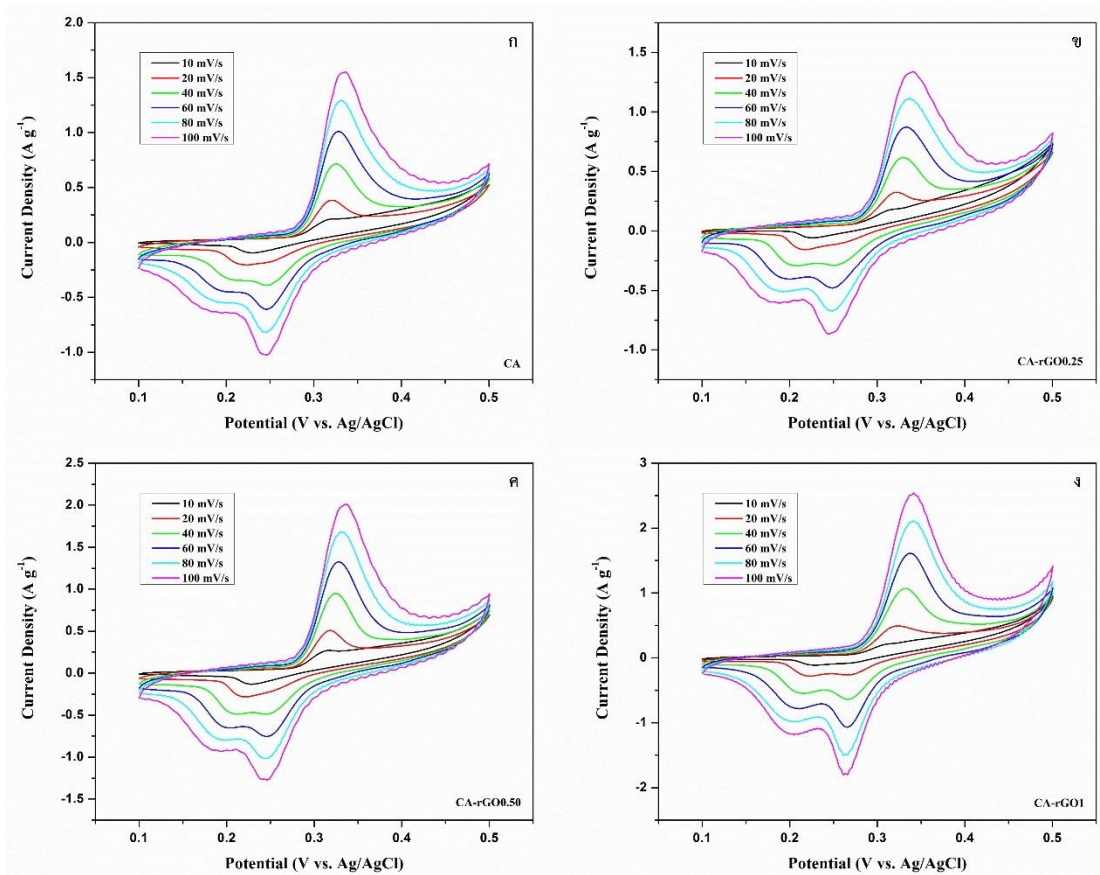 ก
Current Density (A g⁻¹)
2.0
1.5
1.0
0.5
0.0
-0.5
-1.0
10 mV/s
20 mV/s
40 mV/s
60 mV/s
80 mV/s
100 mV/s
CA
0.1 0.2 0.3 0.4 0.5
Potential (V vs. Ag/AgCl)
ข
Current Density (A g⁻¹)
1.5
1.0
0.5
0.0
-0.5
-1.0
10 mV/s
20 mV/s
40 mV/s
60 mV/s
80 mV/s
100 mV/s
CA-rGO0.25
0.1 0.2 0.3 0.4 0.5
Potential (V vs. Ag/AgCl)
ค
Current Density (A g⁻¹)
2.5
2.0
1.5
1.0
0.5
0.0
-0.5
-1.0
-1.5
10 mV/s
20 mV/s
40 mV/s
60 mV/s
80 mV/s
100 mV/s
CA-rGO0.50
0.1 0.2 0.3 0.4 0.5
Potential (V vs. Ag/AgCl)
ง
Current Density (A g⁻¹)
3
2
1
0
-1
-2
10 mV/s
20 mV/s
40 mV/s
60 mV/s
80 mV/s
100 mV/s
CA-rGO1
0.1 0.2 0.3 0.4 0.5
Potential (V vs. Ag/AgCl)